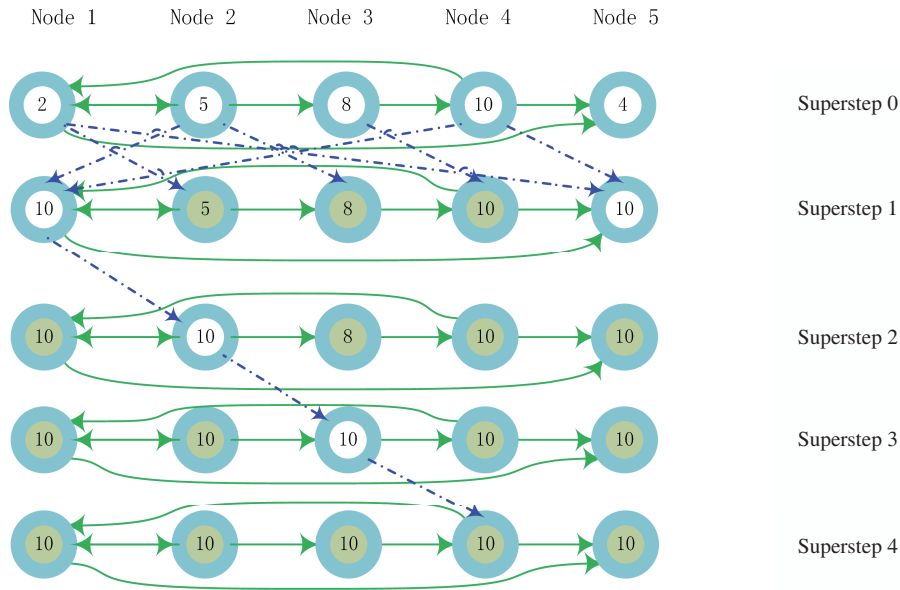 Node 1 Node 2 Node 3 Node 4 Node 5
2 5 8 10 4 Superstep 0
10 5 8 10 10 Superstep 1
10 10 8 10 10 Superstep 2
10 10 10 10 10 Superstep 3
10 10 10 10 10 Superstep 4